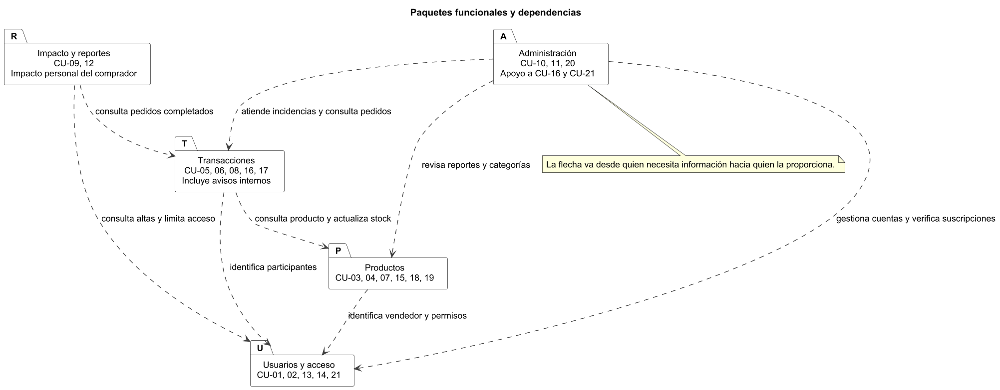 Paquetes funcionales y dependencias
R
Impacto y reportes
CU-09, 12
Impacto personal del comprador
A
Administración
CU-10, 11, 20
Apoyo a CU-16 y CU-21
consulta pedidos completados
atiende incidencias y consulta pedidos
T
Transacciones
CU-05, 06, 08, 16, 17
Incluye avisos internos
revisa reportes y categorías
La flecha va desde quien necesita información hacia quien la proporciona.
consulta altas y limita acceso
consulta producto y actualiza stock
gestiona cuentas y verifica suscripciones
P
Productos
CU-03, 04, 07, 15, 18, 19
identifica participantes
identifica vendedor y permisos
U
Usuarios y acceso
CU-01, 02, 13, 14, 21